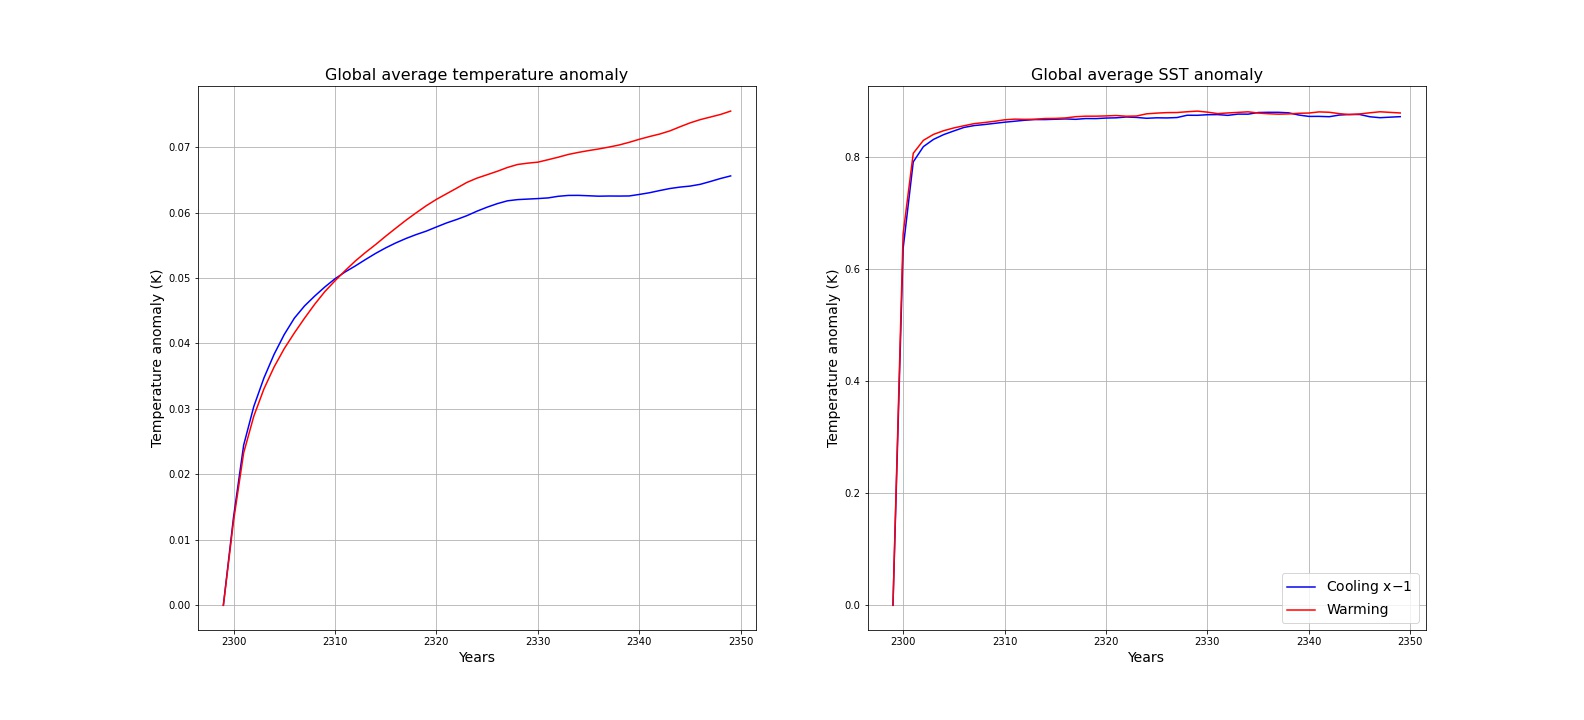 Global average temperature anomaly
Temperature anomaly (K)
0.07
0.06
0.05
0.04
0.03
0.02
0.01
0.00
2300 2310 2320 2330 2340 2350
Years
Global average SST anomaly
Temperature anomaly (K)
0.8
0.6
0.4
0.2
0.0
Cooling x−1
Warming
2300 2310 2320 2330 2340 2350
Years